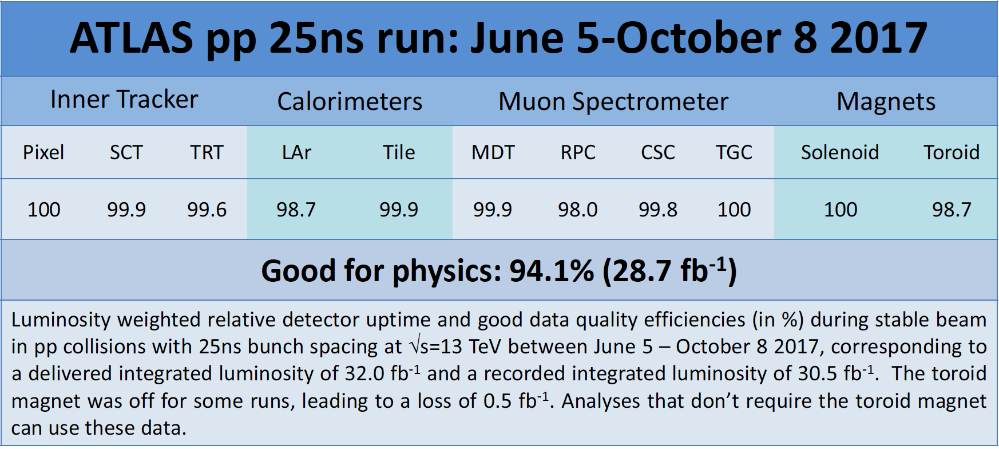 ATLAS pp 25ns run: June 5-October 8 2017
Inner Tracker Calorimeters Muon Spectrometer Magnets
Pixel SCT TRT LAr Tile MDT RPC CSC TGC Solenoid Toroid
100 99.9 99.6 98.7 99.9 99.9 98.0 99.8 100 100 98.7
Good for physics: 94.1% (28.7 fb-1)
Luminosity weighted relative detector uptime and good data quality efficiencies (in %) during stable beam
in pp collisions with 25ns bunch spacing at √s=13 TeV between June 5 – October 8 2017, corresponding to
a delivered integrated luminosity of 32.0 fb-1 and a recorded integrated luminosity of 30.5 fb-1. The toroid
magnet was off for some runs, leading to a loss of 0.5 fb-1. Analyses that don’t require the toroid magnet
can use these data.